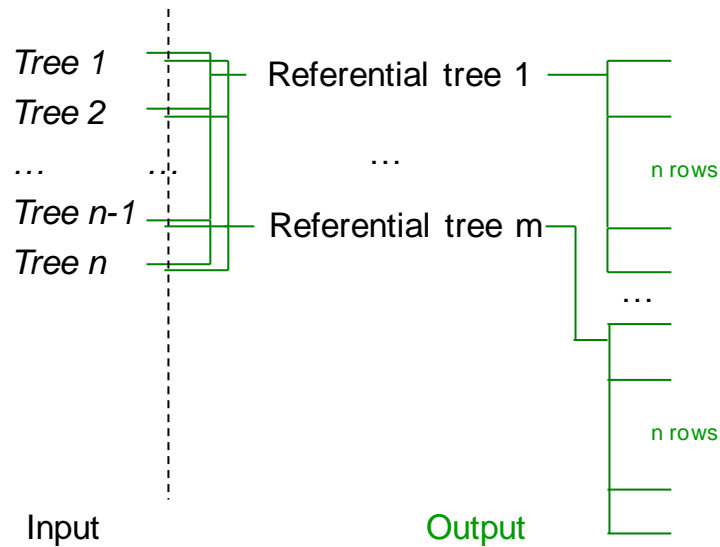 Tree 1
Referential tree 1
Tree 2
… … …
n rows
Tree n-1
Referential tree m
Tree n
…
n rows
Input
Output